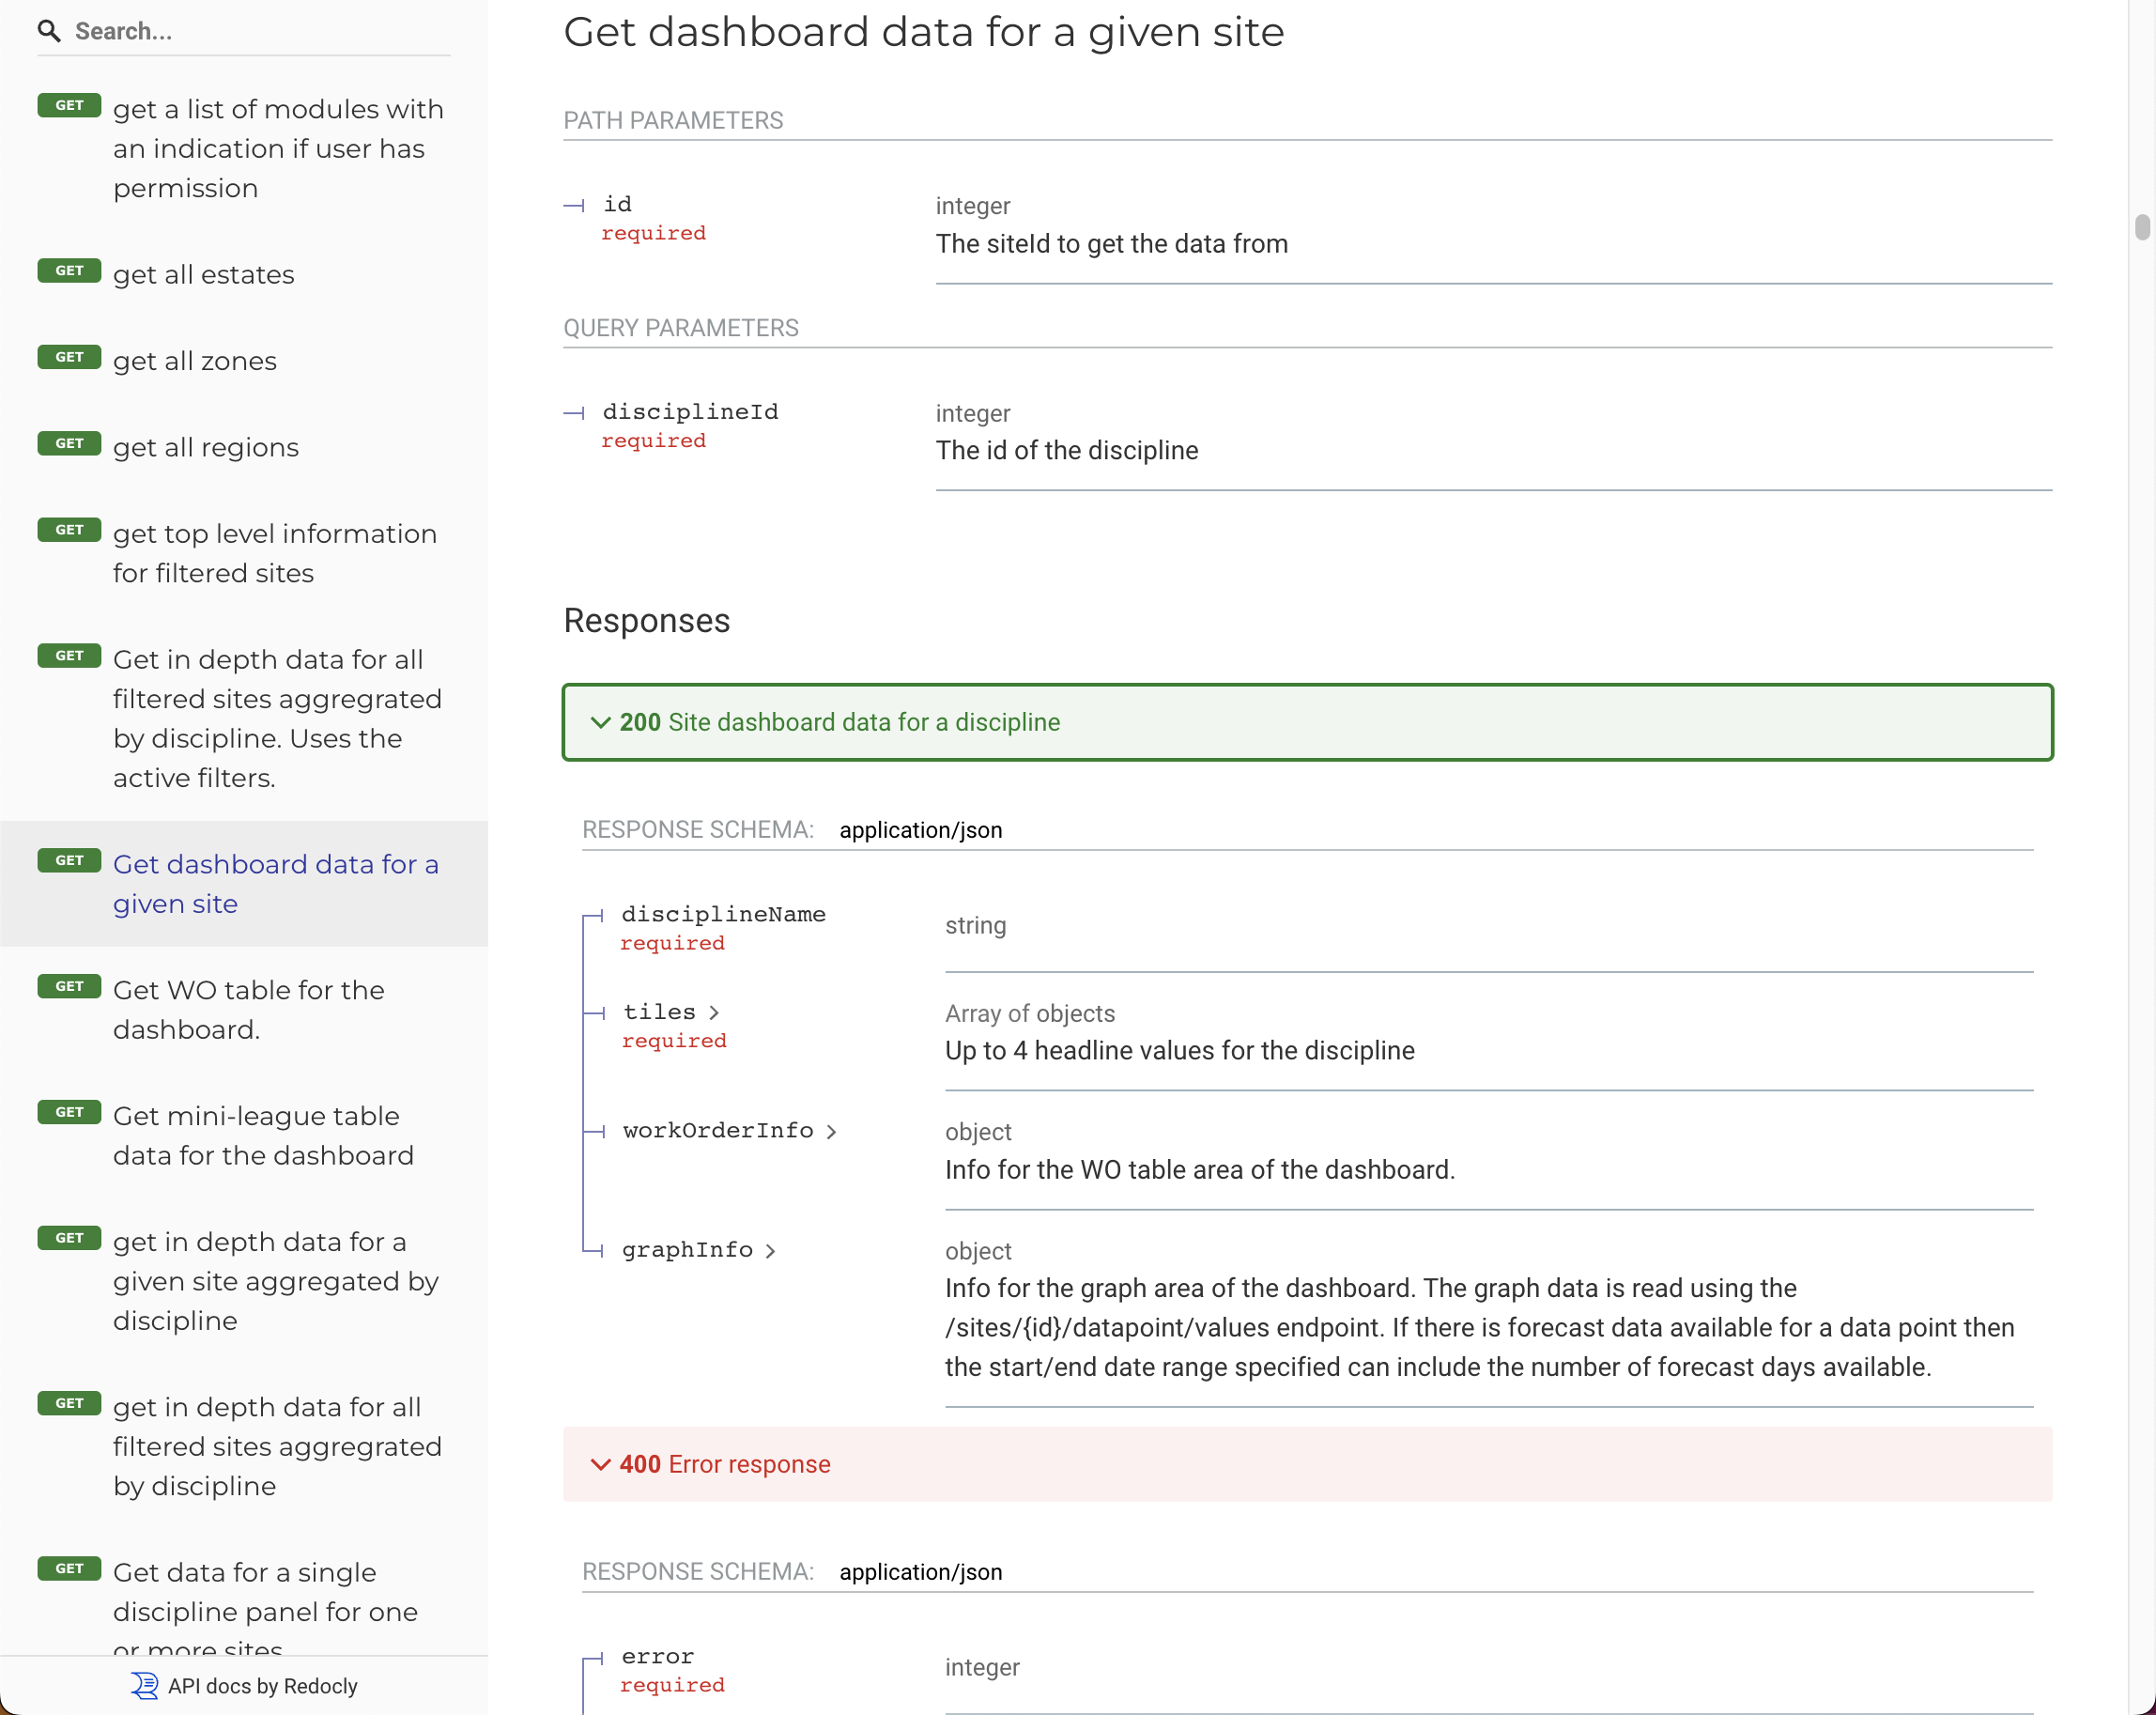 Search...
GET get a list of modules with
an indication if user has
permission
GET get all estates
GET get all zones
GET get all regions
GET get top level information
for filtered sites
GET Get in depth data for all
filtered sites aggregrated
by discipline. Uses the
active filters.
GET Get dashboard data for a
given site
GET Get WO table for the
dashboard.
GET Get mini-league table
data for the dashboard
GET get in depth data for a
given site aggregated by
discipline
GET get in depth data for all
filtered sites aggregrated
by discipline
GET Get data for a single
discipline panel for one
or more sites
API docs by Redocly
Get dashboard data for a given site
PATH PARAMETERS
id
required
integer
The siteId to get the data from
QUERY PARAMETERS
disciplineId
required
integer
The id of the discipline
Responses
200 Site dashboard data for a discipline
RESPONSE SCHEMA: application/json
disciplineName
required
string
tiles
required
Array of objects
Up to 4 headline values for the discipline
workOrderInfo
object
Info for the WO table area of the dashboard.
graphInfo
object
Info for the graph area of the dashboard. The graph data is read using the
/sites/{id}/datapoint/values endpoint. If there is forecast data available for a data point then
the start/end date range specified can include the number of forecast days available.
400 Error response
RESPONSE SCHEMA: application/json
error
required
integer